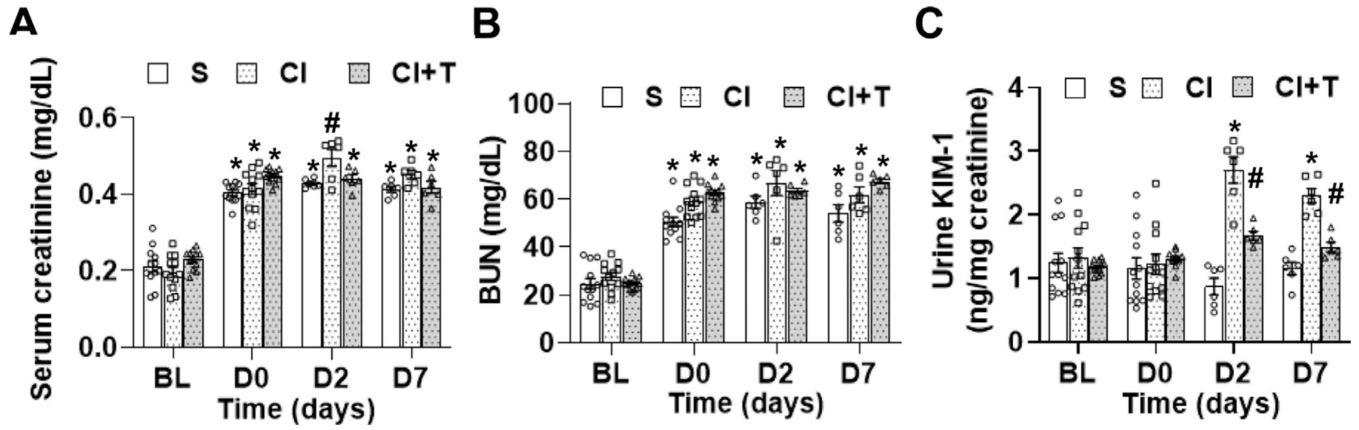 A
Serum creatinine (mg/dL)
S CI CI+T
0.6
0.4
0.2
0.0
* * * * # * * * *
BL D0 D2 D7
Time (days)
B
BUN (mg/dL)
S CI CI+T
100
80
60
40
20
0
* * * * * * * * *
BL D0 D2 D7
Time (days)
C
Urine KIM-1
(ng/mg creatinine)
S CI CI+T
4
3
2
1
0
* # * #
BL D0 D2 D7
Time (days)